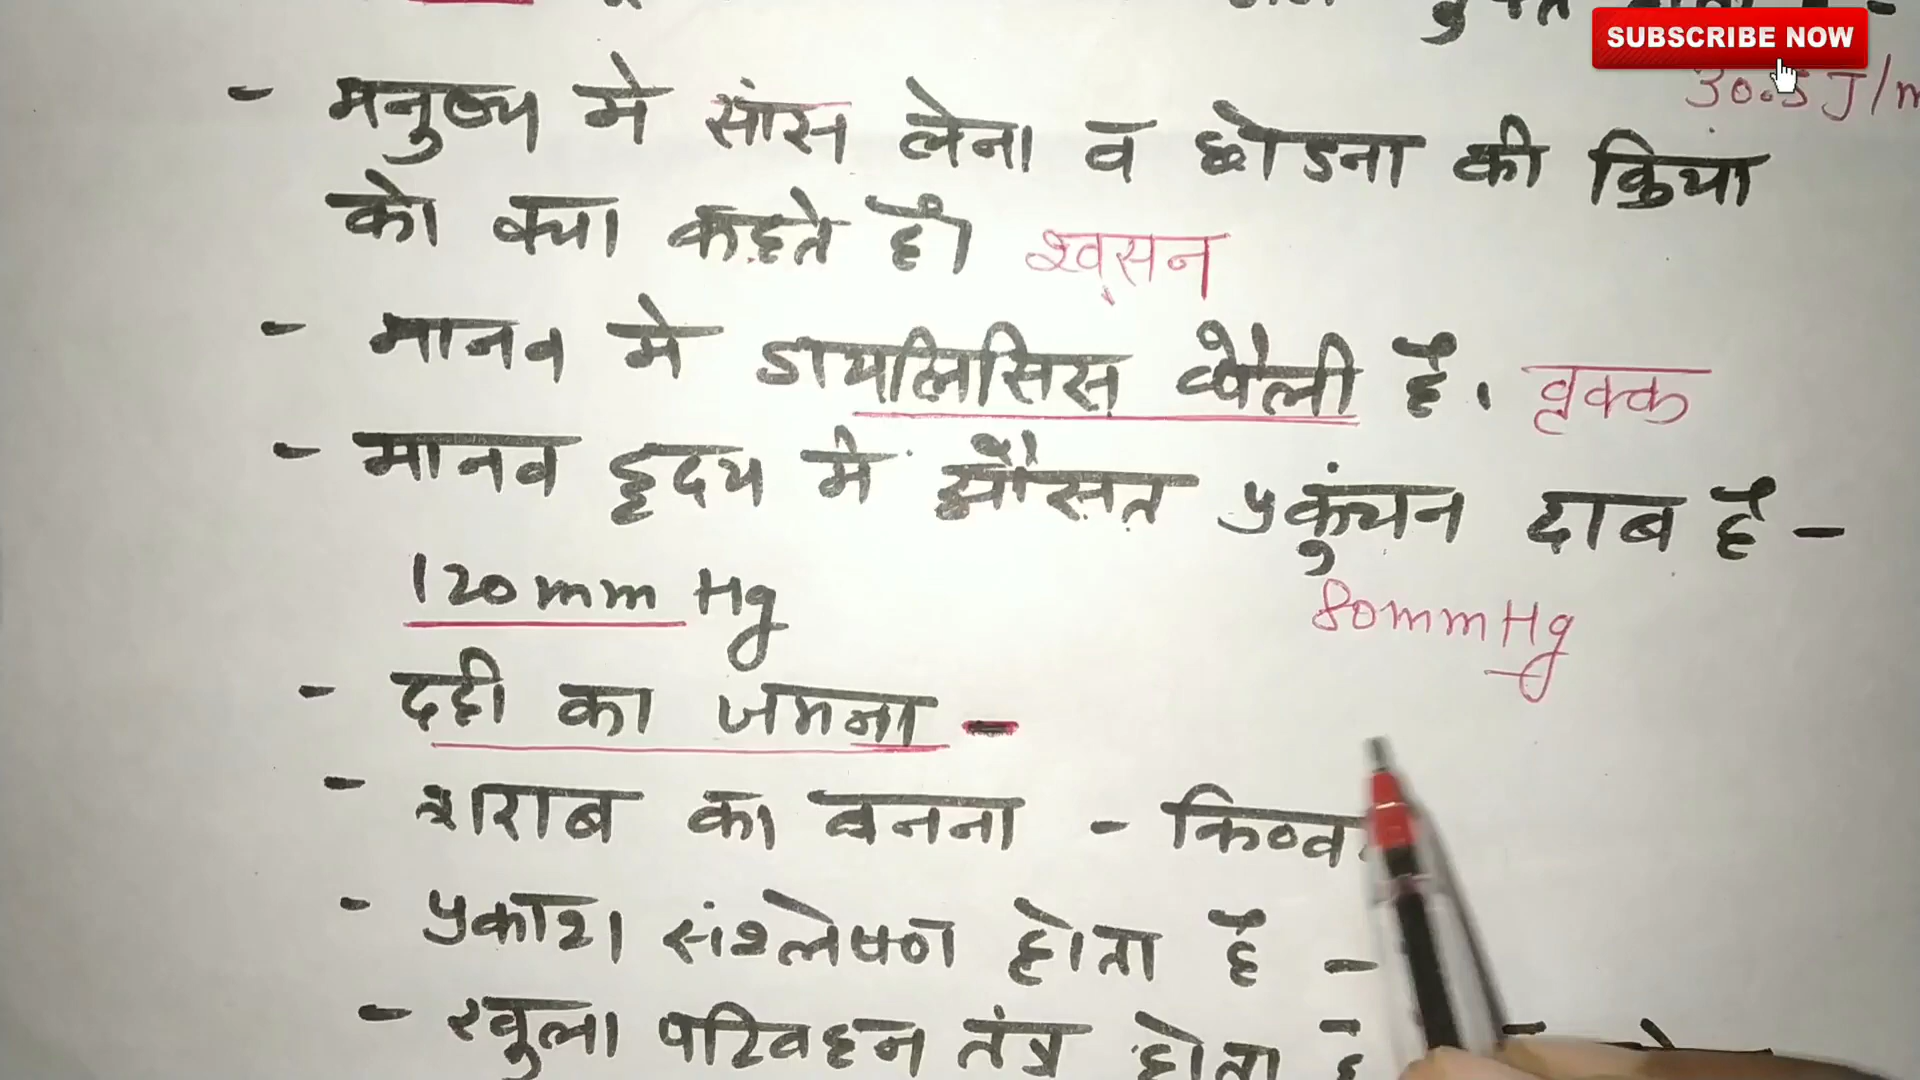 SUBSCRIBE NOW
30.5 J/m
- मनुष्य मे सांस लेना व छोडना की क्रिया
को क्या कहते है। श्वसन
- मानव मे डायलिसिस थैली है। वृक्क
- मानव हृदय मे औसत प्रकुंचन दाब है -
120 mm Hg 80mmHg
- दही का जमना -
- शराब का बनना - किण्व
- प्रकाश संश्लेषण होता है -
- खुला परिवहन तंत्र होता है